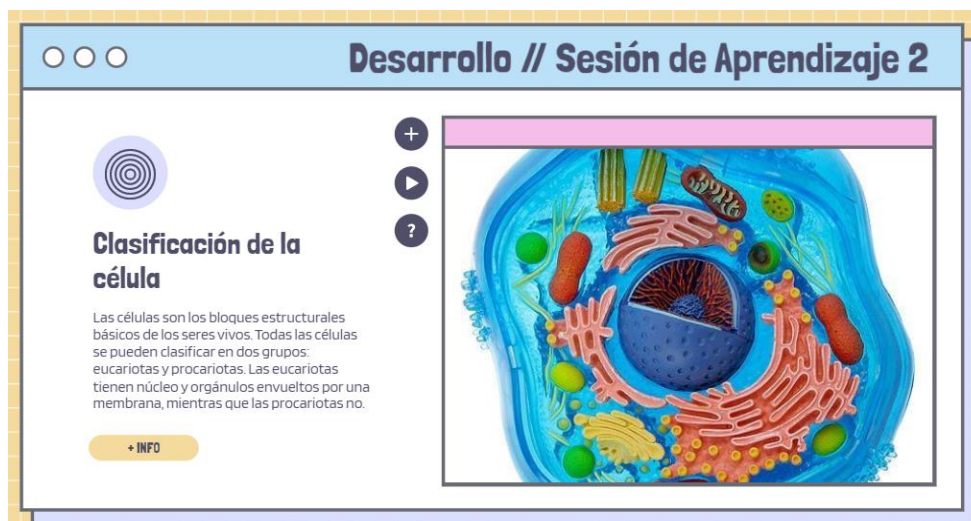 Desarrollo // Sesión de Aprendizaje 2
Clasificación de la
célula
Las células son los bloques estructurales
básicos de los seres vivos. Todas las células
se pueden clasificar en dos grupos:
eucariotas y procariotas. Las eucariotas
tienen núcleo y orgánulos envueltos por una
membrana, mientras que las procariotas no.
+ INFO
+
?